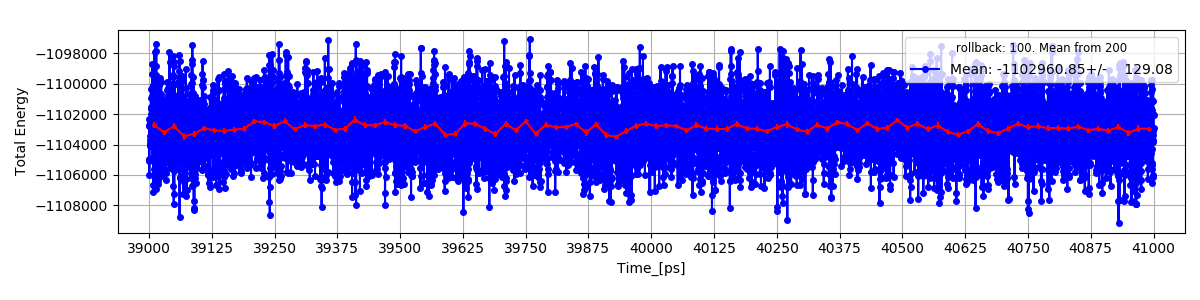 rollback: 100. Mean from 200
Mean: -1102960.85+/-    129.08
Total Energy
−1098000
−1100000
−1102000
−1104000
−1106000
−1108000
39000 39125 39250 39375 39500 39625 39750 39875 40000 40125 40250 40375 40500 40625 40750 40875 41000
Time_[ps]